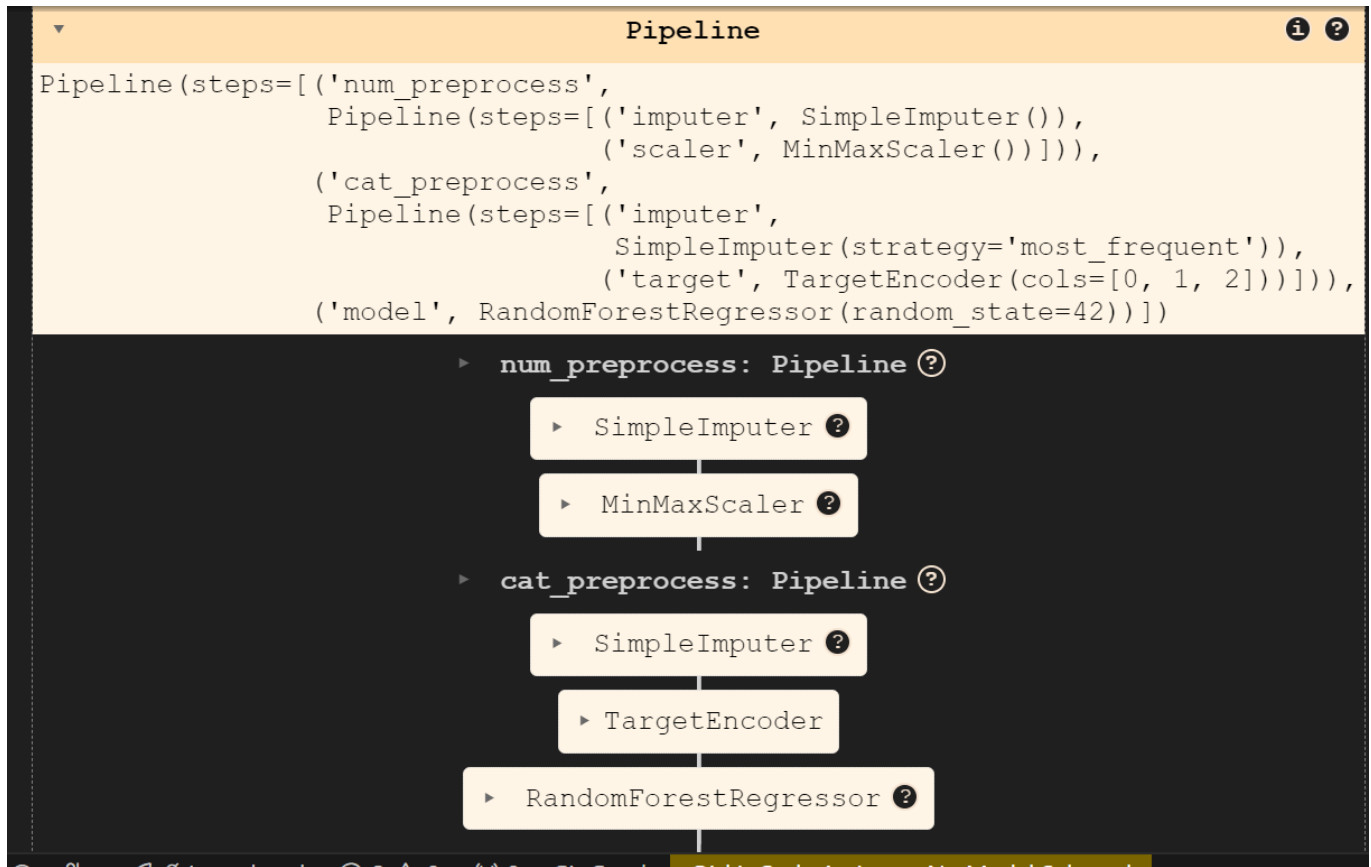 Pipeline
Pipeline(steps=[('num_preprocess',
Pipeline(steps=[('imputer', SimpleImputer()),
('scaler', MinMaxScaler())])),
('cat_preprocess',
Pipeline(steps=[('imputer',
SimpleImputer(strategy='most_frequent')),
('target', TargetEncoder(cols=[0, 1, 2]))])),
('model', RandomForestRegressor(random_state=42))])
num_preprocess: Pipeline ?
SimpleImputer ?
MinMaxScaler ?
cat_preprocess: Pipeline ?
SimpleImputer ?
TargetEncoder
RandomForestRegressor ?